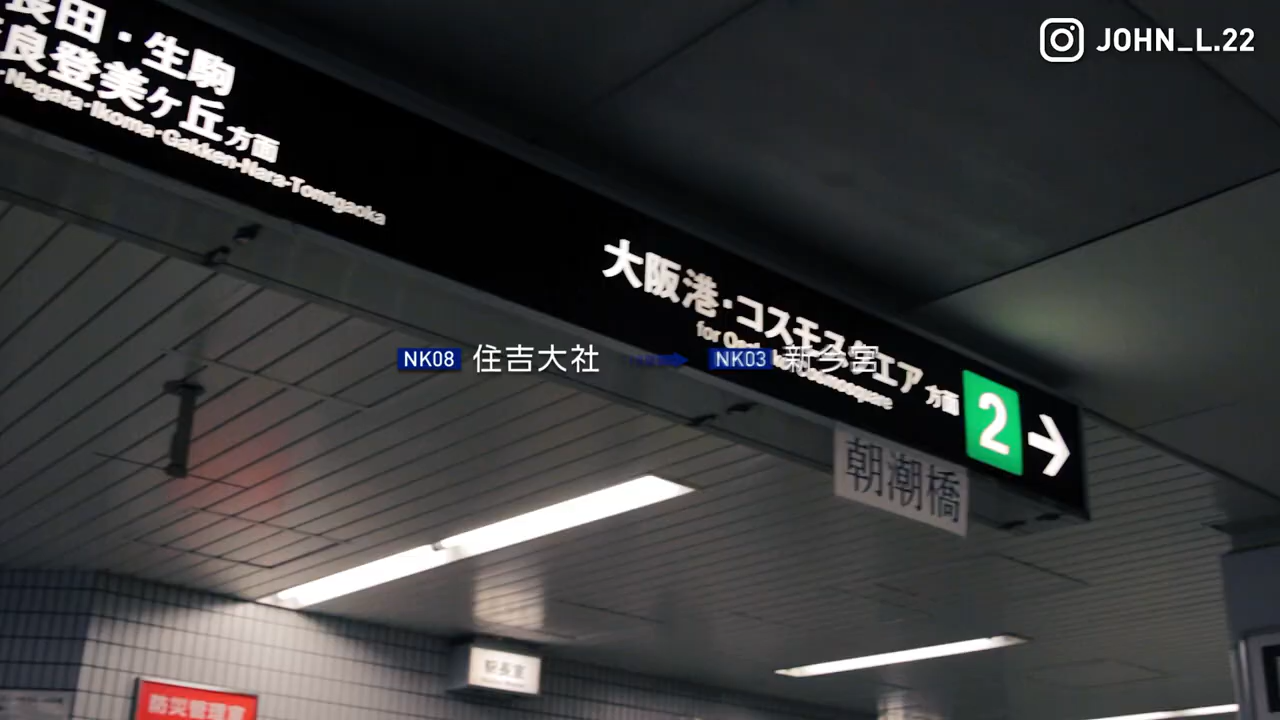 JOHN_L.22
長田・生駒
良登美ヶ丘方面
Nagata・Ikoma・Gakken-Nara-Tomigaoka
大阪港・コスモスクエア方面
2
NK08 住吉大社
NK03 新今宮
朝潮橋
駅長室
防災管理室